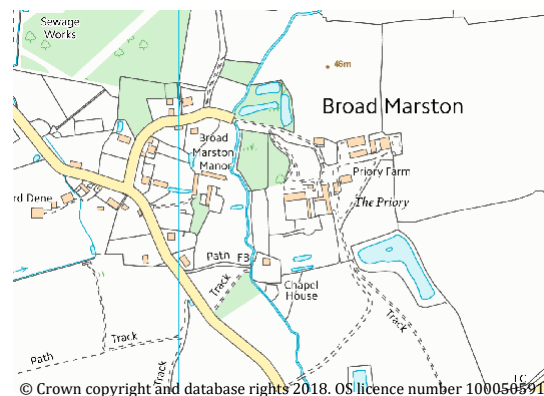 Sewage
Works
46m
Broad Marston
Broad
Marston
Manor
Priory Farm
The Priory
rd Dene
Path FB
Track
Chapel
House
Track
Track
Path
Track
© Crown copyright and database rights 2018. OS licence number 100050591